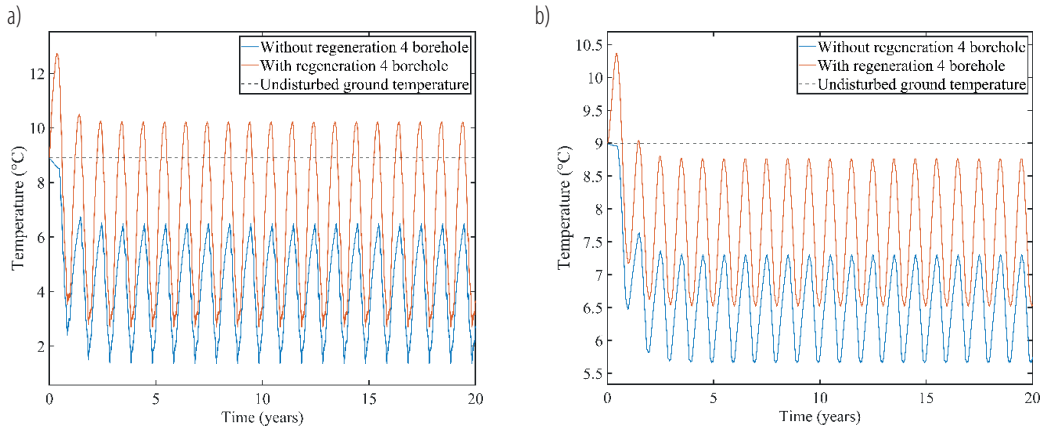 a)
Without regeneration 4 borehole
With regeneration 4 borehole
Undisturbed ground temperature
Temperature (°C)
12
10
8
6
4
2
0
5
10
15
20
Time (years)
b)
Without regeneration 4 borehole
With regeneration 4 borehole
Undisturbed ground temperature
Temperature (°C)
10.5
10
9.5
9
8.5
8
7.5
7
6.5
6
5.5
0
5
10
15
20
Time (years)